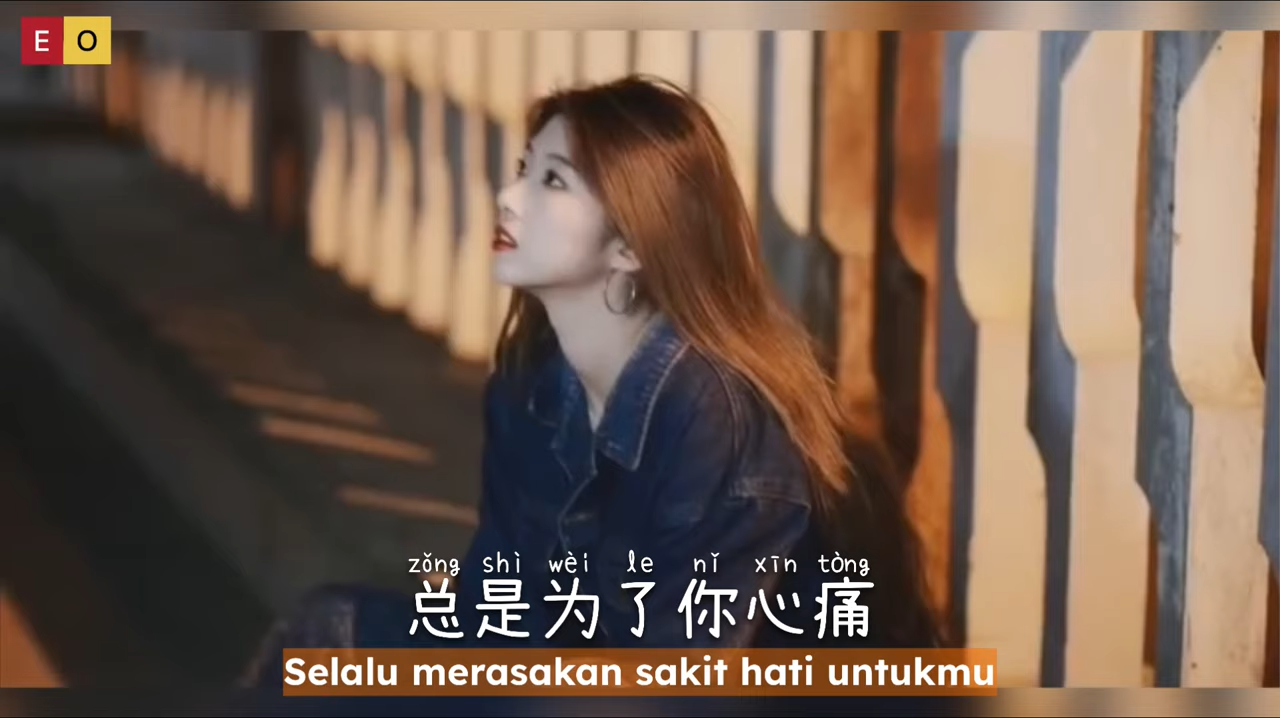 E O
zǒng shì wèi le nǐ xīn tòng
总是为了你心痛
Selalu merasakan sakit hati untukmu